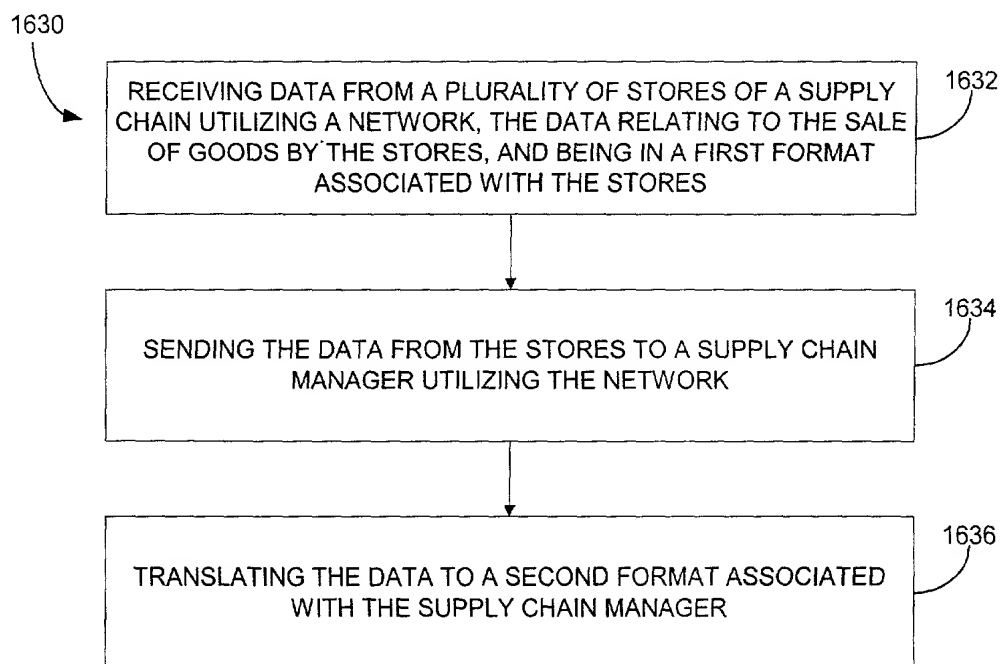 1630
RECEIVING DATA FROM A PLURALITY OF STORES OF A SUPPLY
CHAIN UTILIZING A NETWORK, THE DATA RELATING TO THE SALE
OF GOODS BY THE STORES, AND BEING IN A FIRST FORMAT
ASSOCIATED WITH THE STORES
1632
SENDING THE DATA FROM THE STORES TO A SUPPLY CHAIN
MANAGER UTILIZING THE NETWORK
1634
TRANSLATING THE DATA TO A SECOND FORMAT ASSOCIATED
WITH THE SUPPLY CHAIN MANAGER
1636